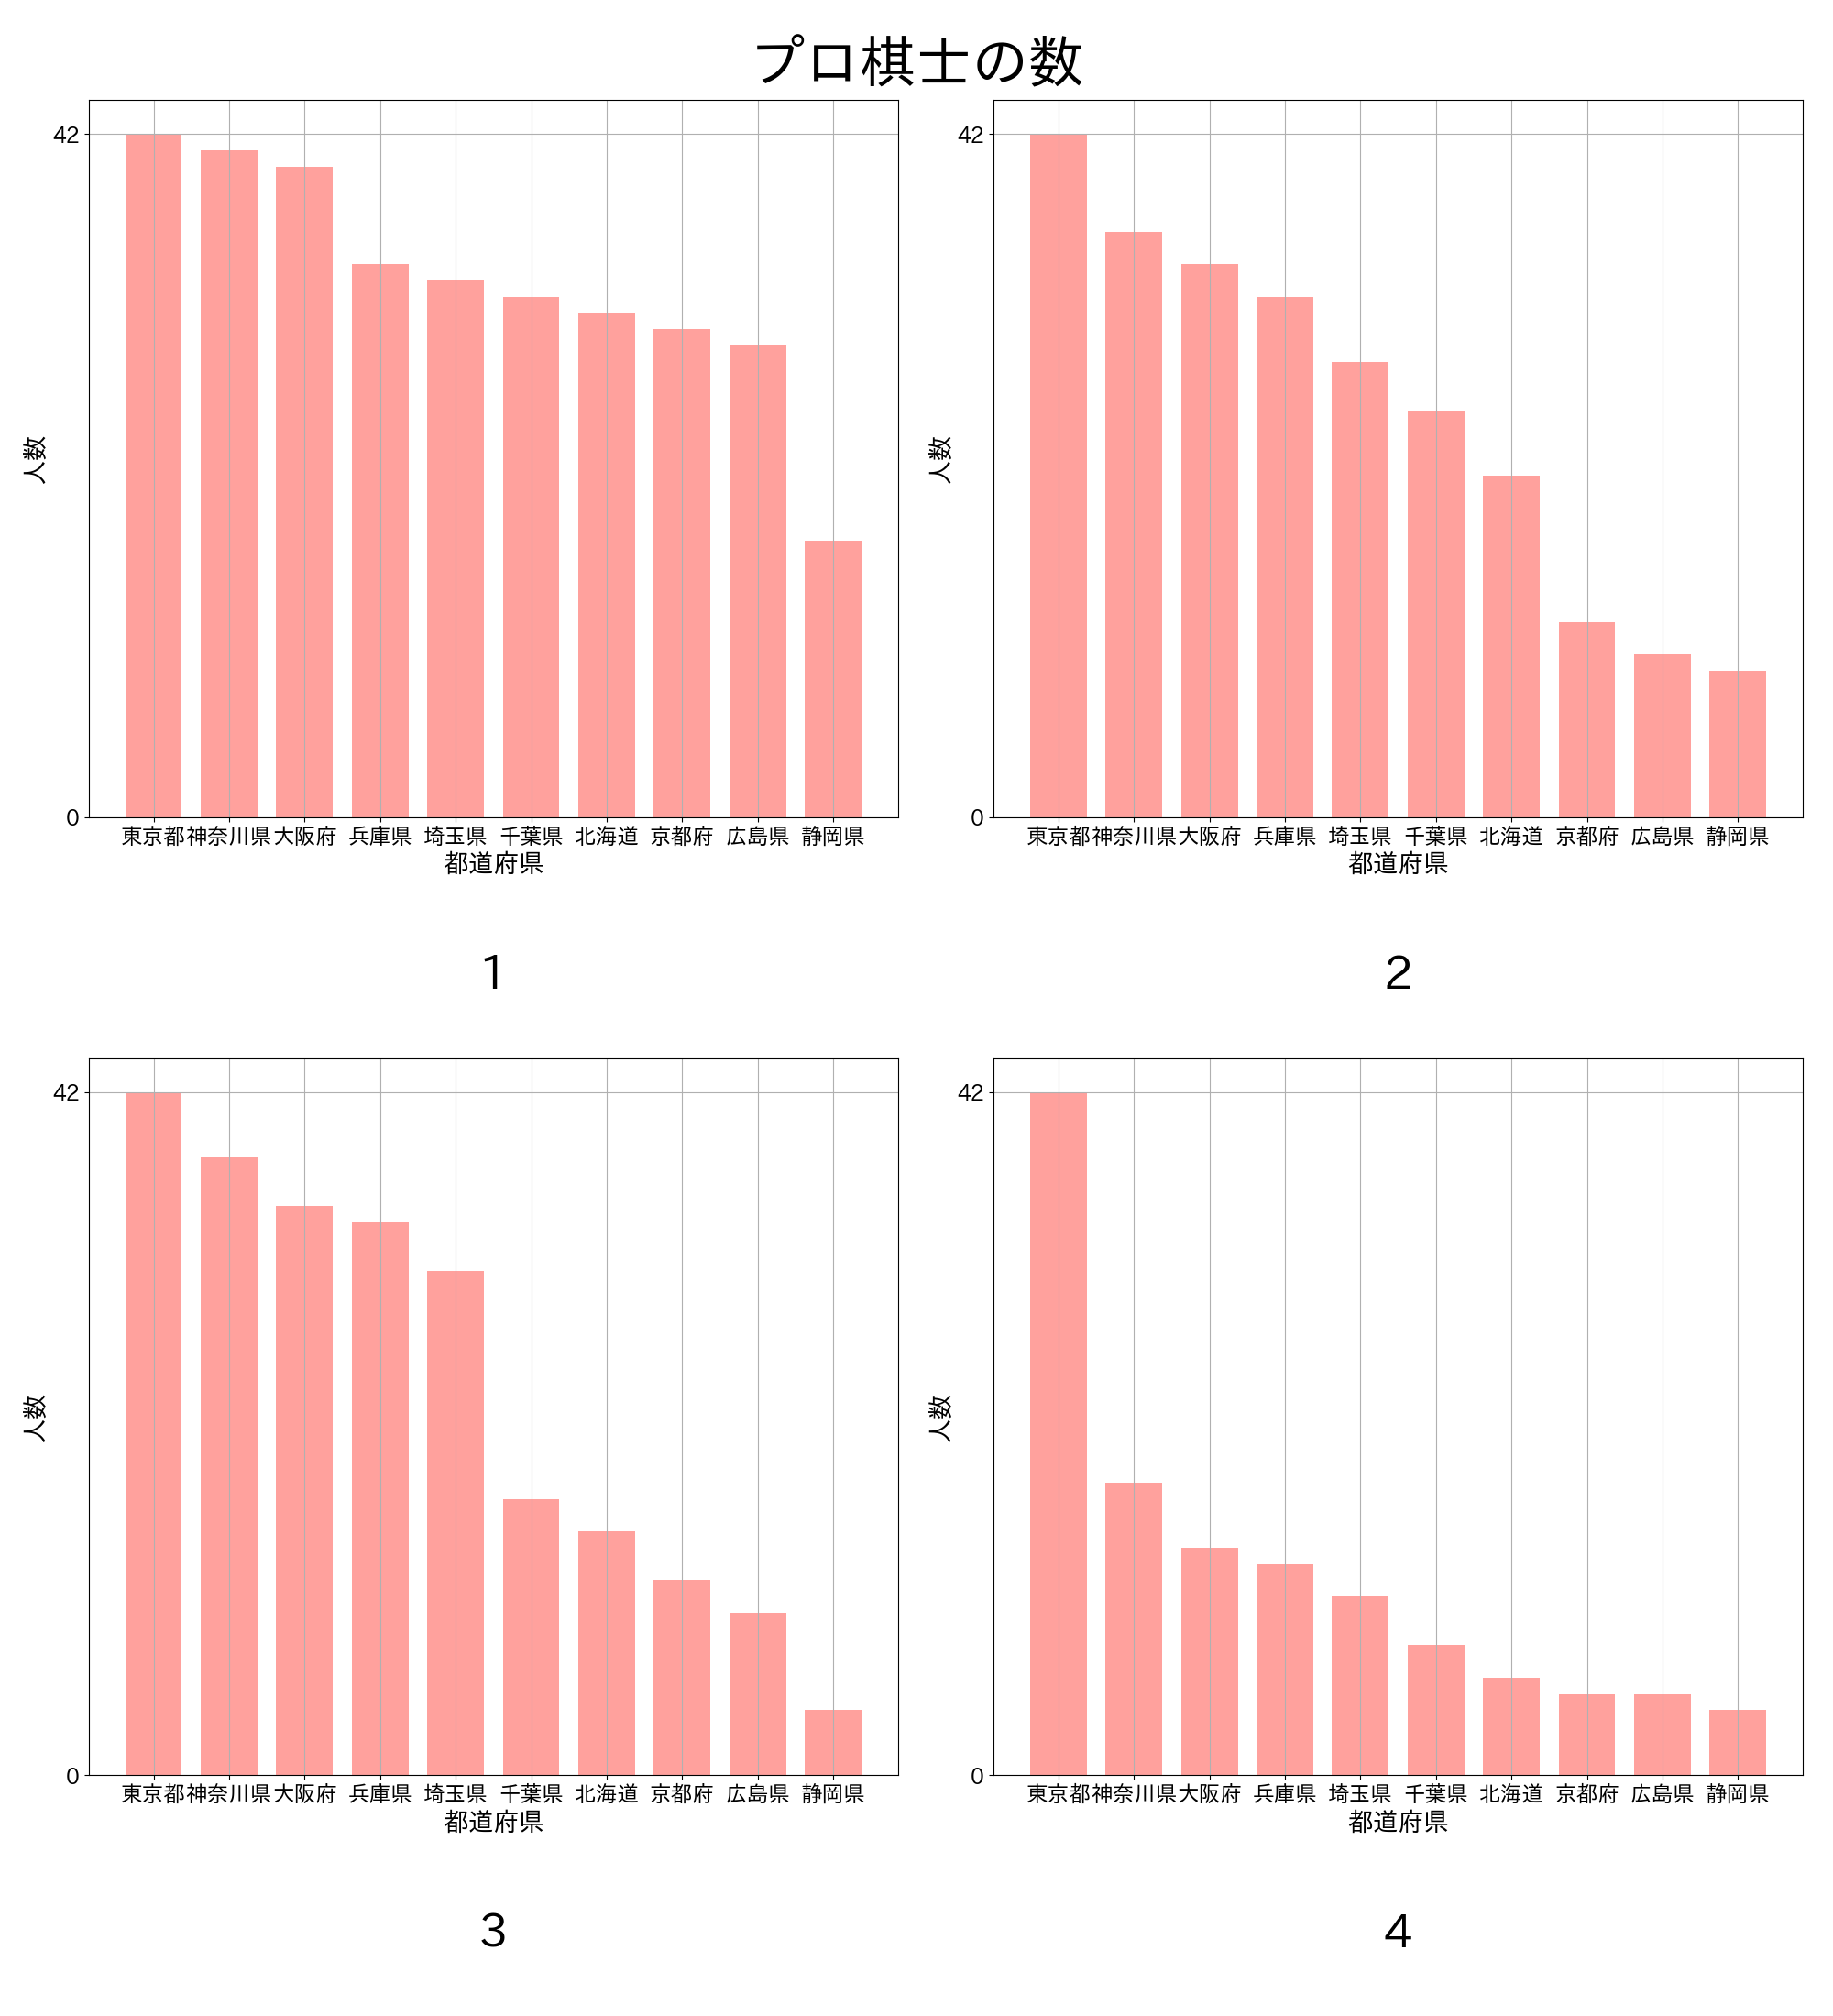 プロ棋士の数
42
0
人数
東京都 神奈川県 大阪府 兵庫県 埼玉県 千葉県 北海道 京都府 広島県 静岡県
都道府県
1
42
0
人数
東京都 神奈川県 大阪府 兵庫県 埼玉県 千葉県 北海道 京都府 広島県 静岡県
都道府県
2
42
0
人数
東京都 神奈川県 大阪府 兵庫県 埼玉県 千葉県 北海道 京都府 広島県 静岡県
都道府県
3
42
0
人数
東京都 神奈川県 大阪府 兵庫県 埼玉県 千葉県 北海道 京都府 広島県 静岡県
都道府県
4